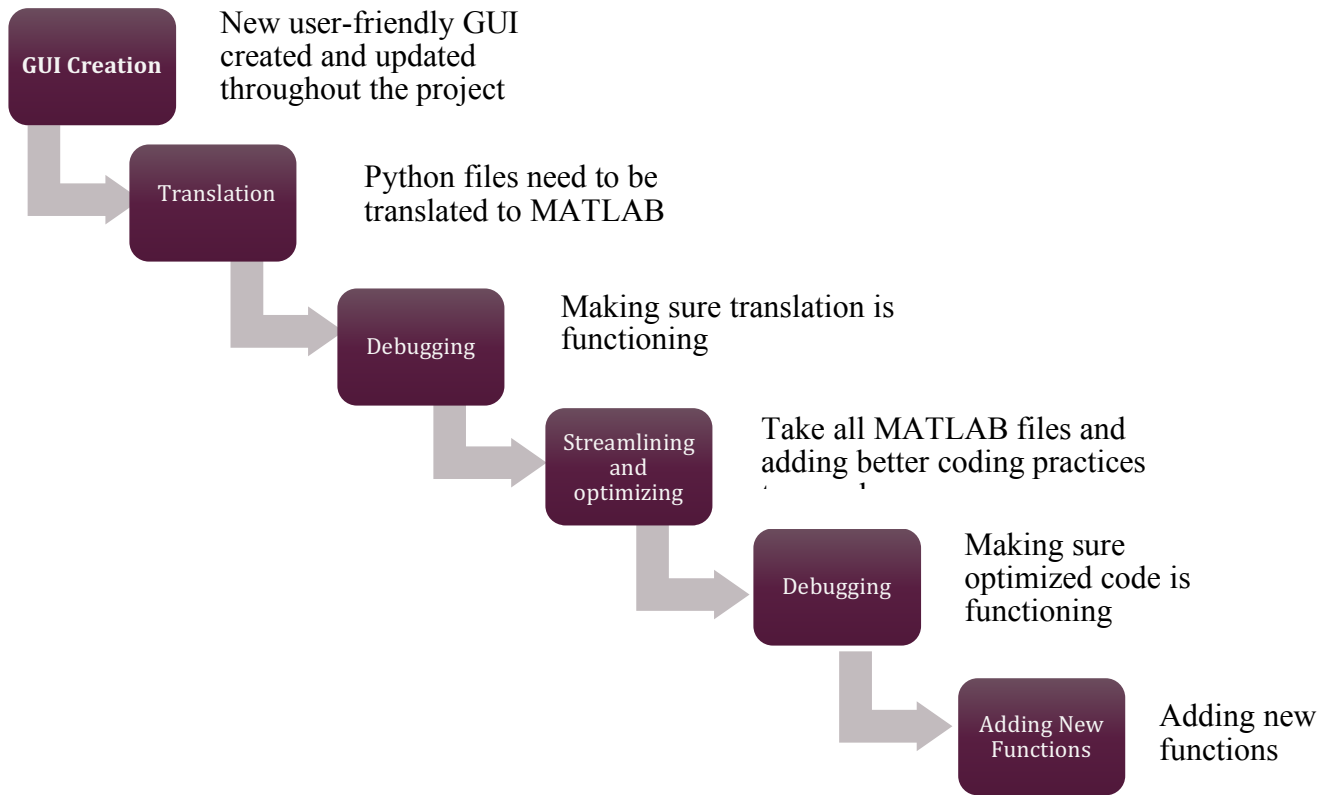 GUI Creation
New user-friendly GUI
created and updated
throughout the project
Translation
Python files need to be
translated to MATLAB
Debugging
Making sure translation is
functioning
Streamlining
and
optimizing
Take all MATLAB files and
adding better coding practices
Debugging
Making sure
optimized code is
functioning
Adding New
Functions
Adding new
functions